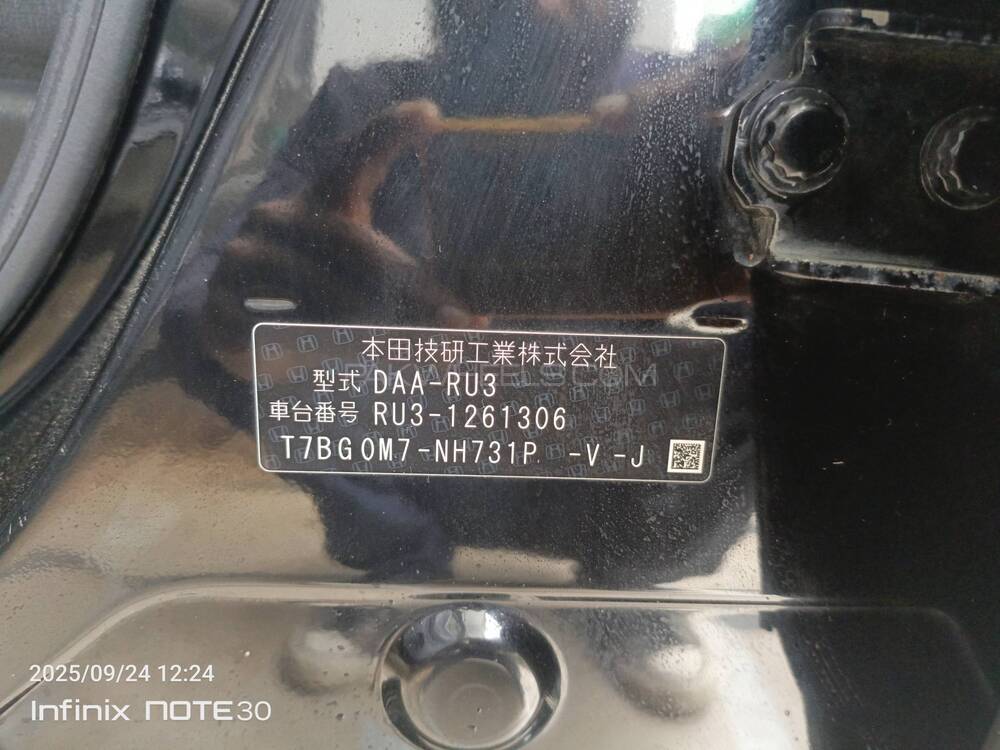 本田技研工業株式会社
型式 DAA-RU3
車台番号 RU3-1261306
T7BG0M7-NH731P -V -J
2025/09/24 12:24
Infinix NOTE30